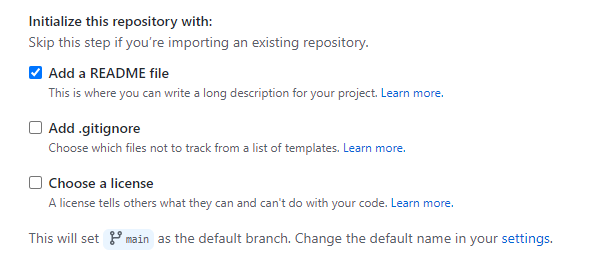 Initialize this repository with:
Skip this step if you're importing an existing repository.
Add a README file
This is where you can write a long description for your project. Learn more.
Add .gitignore
Choose which files not to track from a list of templates. Learn more.
Choose a license
A license tells others what they can and can't do with your code. Learn more.
This will set main as the default branch. Change the default name in your settings.